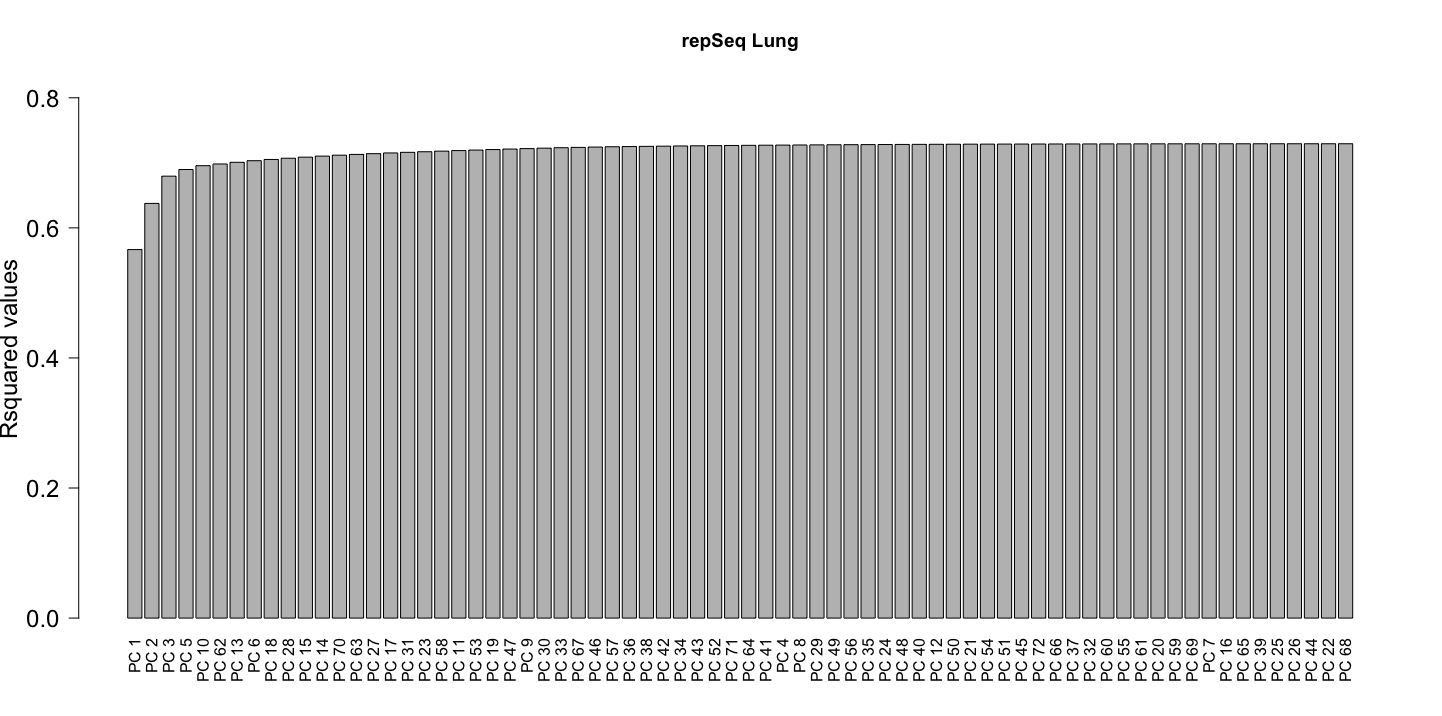 repSeq Lung
Rsquared values
0.8
0.6
0.4
0.2
0.0
PC 1
PC 2
PC 3
PC 5
PC 10
PC 62
PC 13
PC 6
PC 18
PC 28
PC 15
PC 14
PC 70
PC 63
PC 27
PC 17
PC 31
PC 23
PC 58
PC 11
PC 53
PC 19
PC 47
PC 9
PC 30
PC 33
PC 67
PC 46
PC 57
PC 36
PC 38
PC 42
PC 34
PC 43
PC 52
PC 71
PC 64
PC 41
PC 4
PC 8
PC 29
PC 49
PC 56
PC 35
PC 24
PC 48
PC 40
PC 12
PC 50
PC 21
PC 54
PC 51
PC 45
PC 72
PC 66
PC 37
PC 32
PC 60
PC 55
PC 61
PC 20
PC 59
PC 69
PC 7
PC 16
PC 65
PC 39
PC 25
PC 26
PC 44
PC 22
PC 68